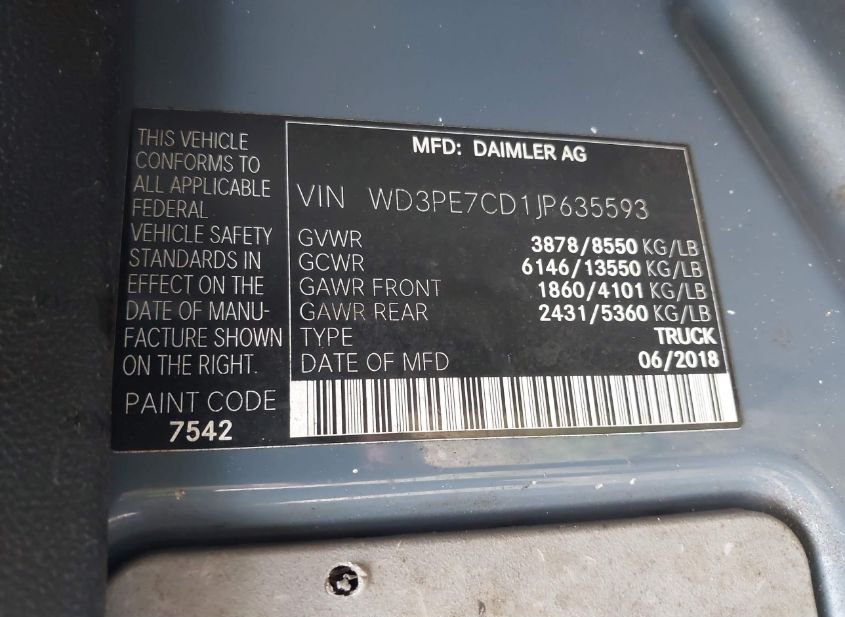 THIS VEHICLE
CONFORMS TO
ALL APPLICABLE
FEDERAL
VEHICLE SAFETY
STANDARDS IN
EFFECT ON THE
DATE OF MANU-
FACTURE SHOWN
ON THE RIGHT.
PAINT CODE
7542
MFD: DAIMLER AG
VIN WD3PE7CD1JP635593
GVWR 3878/8550 KG/LB
GCWR 6146/13550 KG/LB
GAWR FRONT 1860/4101 KG/LB
GAWR REAR 2431/5360 KG/LB
TYPE TRUCK
DATE OF MFD 06/2018